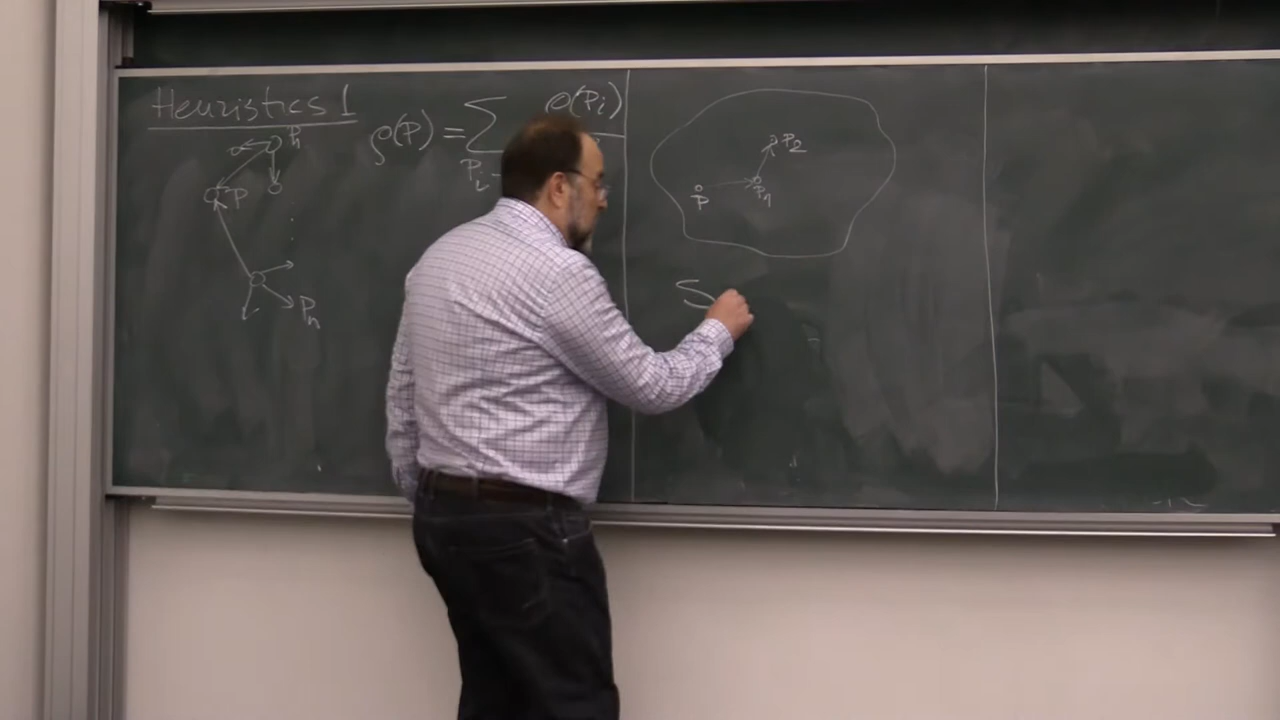 Heuristics 1
P₁
P
Pₙ
ρ(P) = ∑ ρ(Pᵢ)
Pᵢ
P₂
P
P₁
S